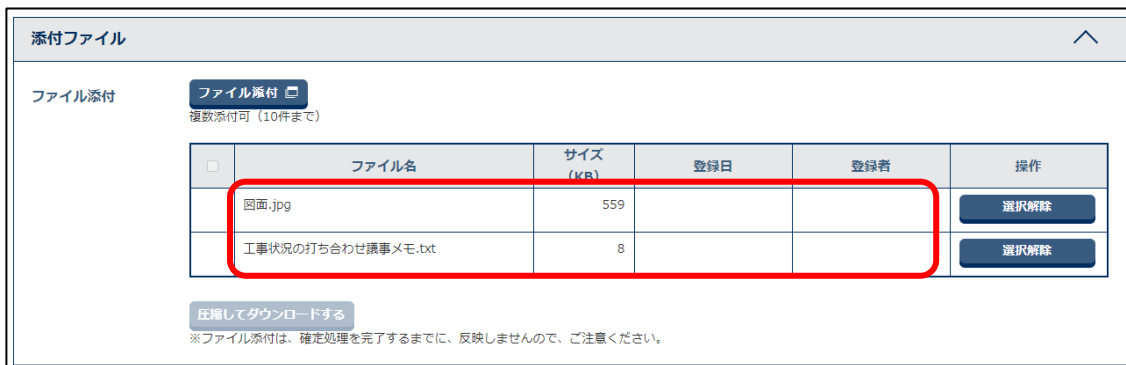 添付ファイル
ファイル添付
ファイル添付
複数添付可（10件まで）
ファイル名 サイズ（KB） 登録日 登録者 操作
図面.jpg 559 選択解除
工事状況の打ち合わせ議事メモ.txt 8 選択解除
圧縮してダウンロードする
※ファイル添付は、確定処理を完了するまでに、反映しませんので、ご注意ください。